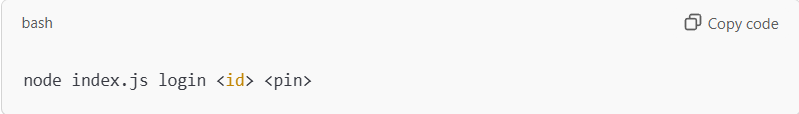 bash
Copy code
node index.js login <id> <pin>